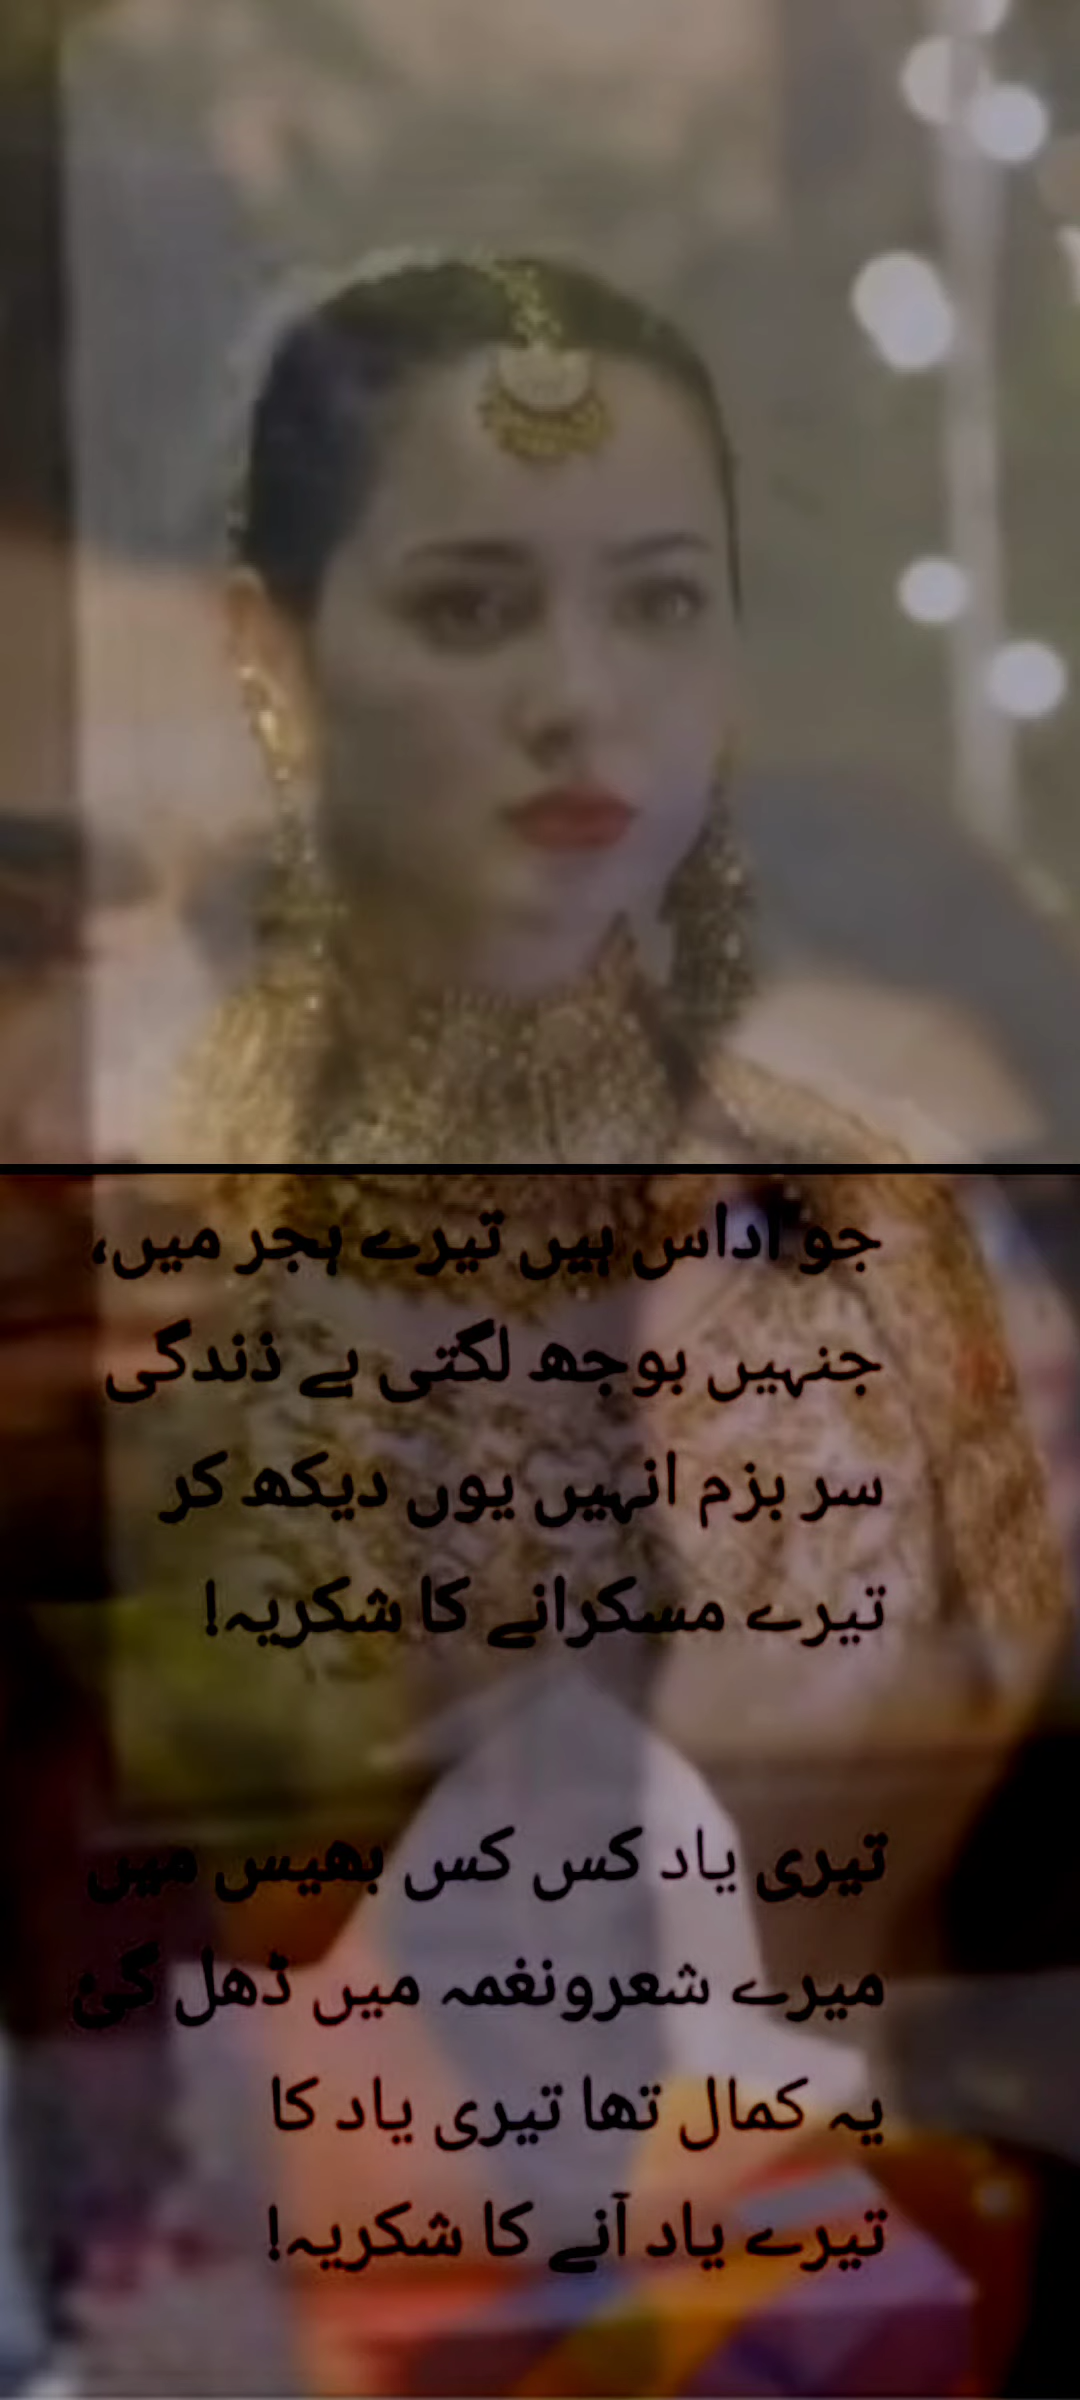 جو اداس ہیں تیرے ہجر میں،
جنہیں بوجھ لگتی ہے ذندگی
سر بزم انہیں یوں دیکھ کر
تیرے مسکرانے کا شکریہ!
تیری یاد کس کس بھیس میں
میرے شعرونغمہ میں ڈھل گئ
یہ کمال تھا تیری یاد کا
تیرے یاد آنے کا شکریہ!